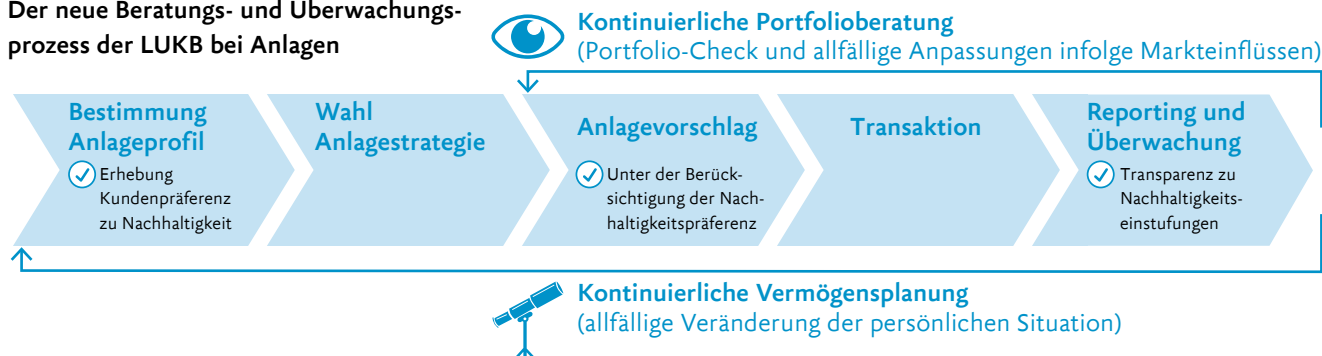 Der neue Beratungs- und Überwachungs-
prozess der LUKB bei Anlagen
Kontinuierliche Portfolioberatung
(Portfolio-Check und allfällige Anpassungen infolge Markteinflüssen)
Bestimmung
Anlageprofil
Erhebung
Kundenpräferenz
zu Nachhaltigkeit
Wahl
Anlagestrategie
Anlagevorschlag
Unter der Berück-
sichtigung der Nach-
haltigkeitspräferenz
Transaktion
Reporting und
Überwachung
Transparenz zu
Nachhaltigkeits-
einstufungen
Kontinuierliche Vermögensplanung
(allfällige Veränderung der persönlichen Situation)